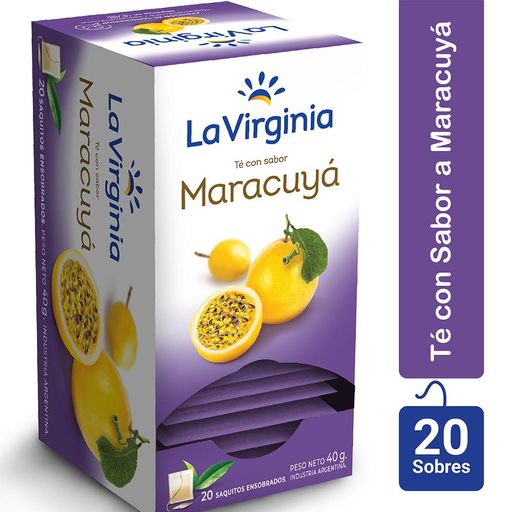 La Virginia
La Virginia
Té con sabor
Maracuyá
20 SAQUITOS ENSOBRADOS.
PESO NETO 40g.
INDUSTRIA ARGENTINA.
La Virginia
Té con sabor
Maracuyá
20 SAQUITOS ENSOBRADOS. PESO NETO 40g. INDUSTRIA ARGENTINA.
Té con Sabor a Maracuyá
20
Sobres